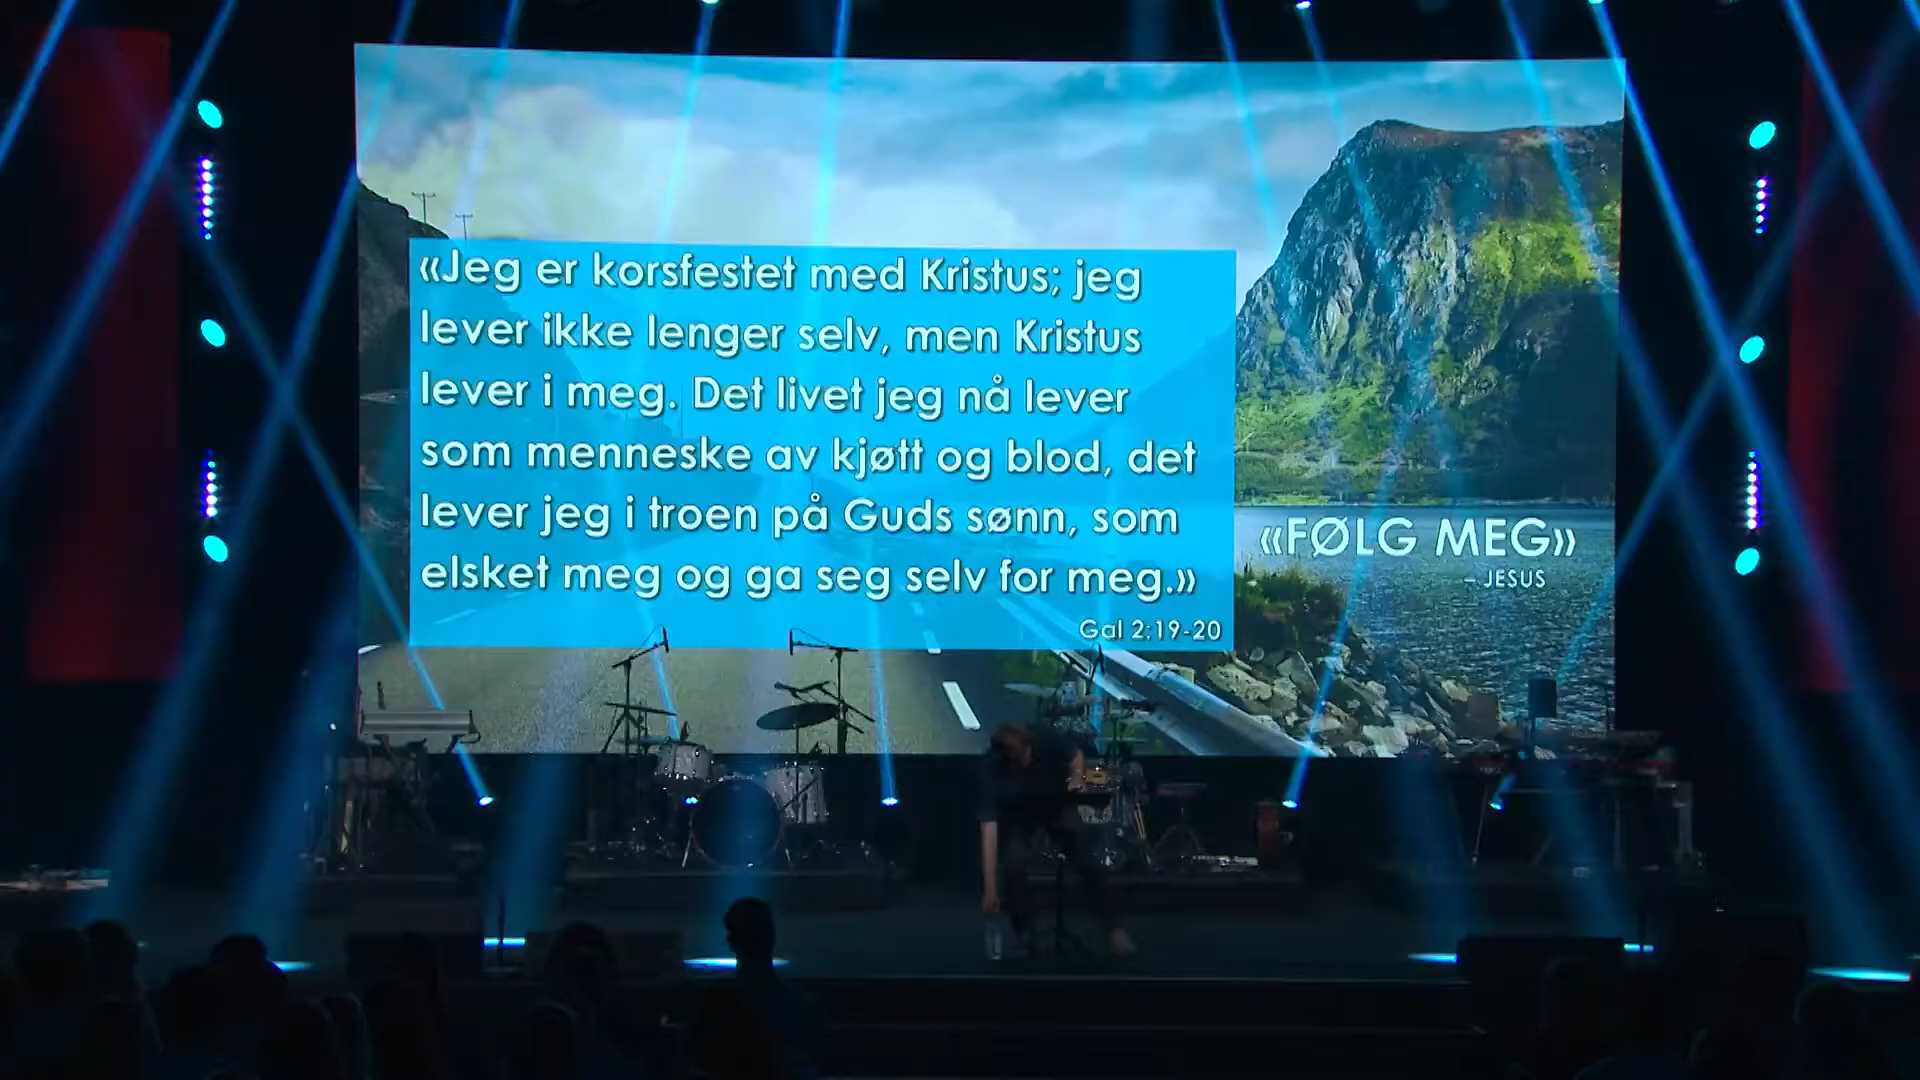 «Jeg er korsfestet med Kristus; jeg
lever ikke lenger selv, men Kristus
lever i meg. Det livet jeg nå lever
som menneske av kjøtt og blod, det
lever jeg i troen på Guds sønn, som
elsket meg og ga seg selv for meg.»
Gal 2;19-20
«FØLG MEG»
– JESUS